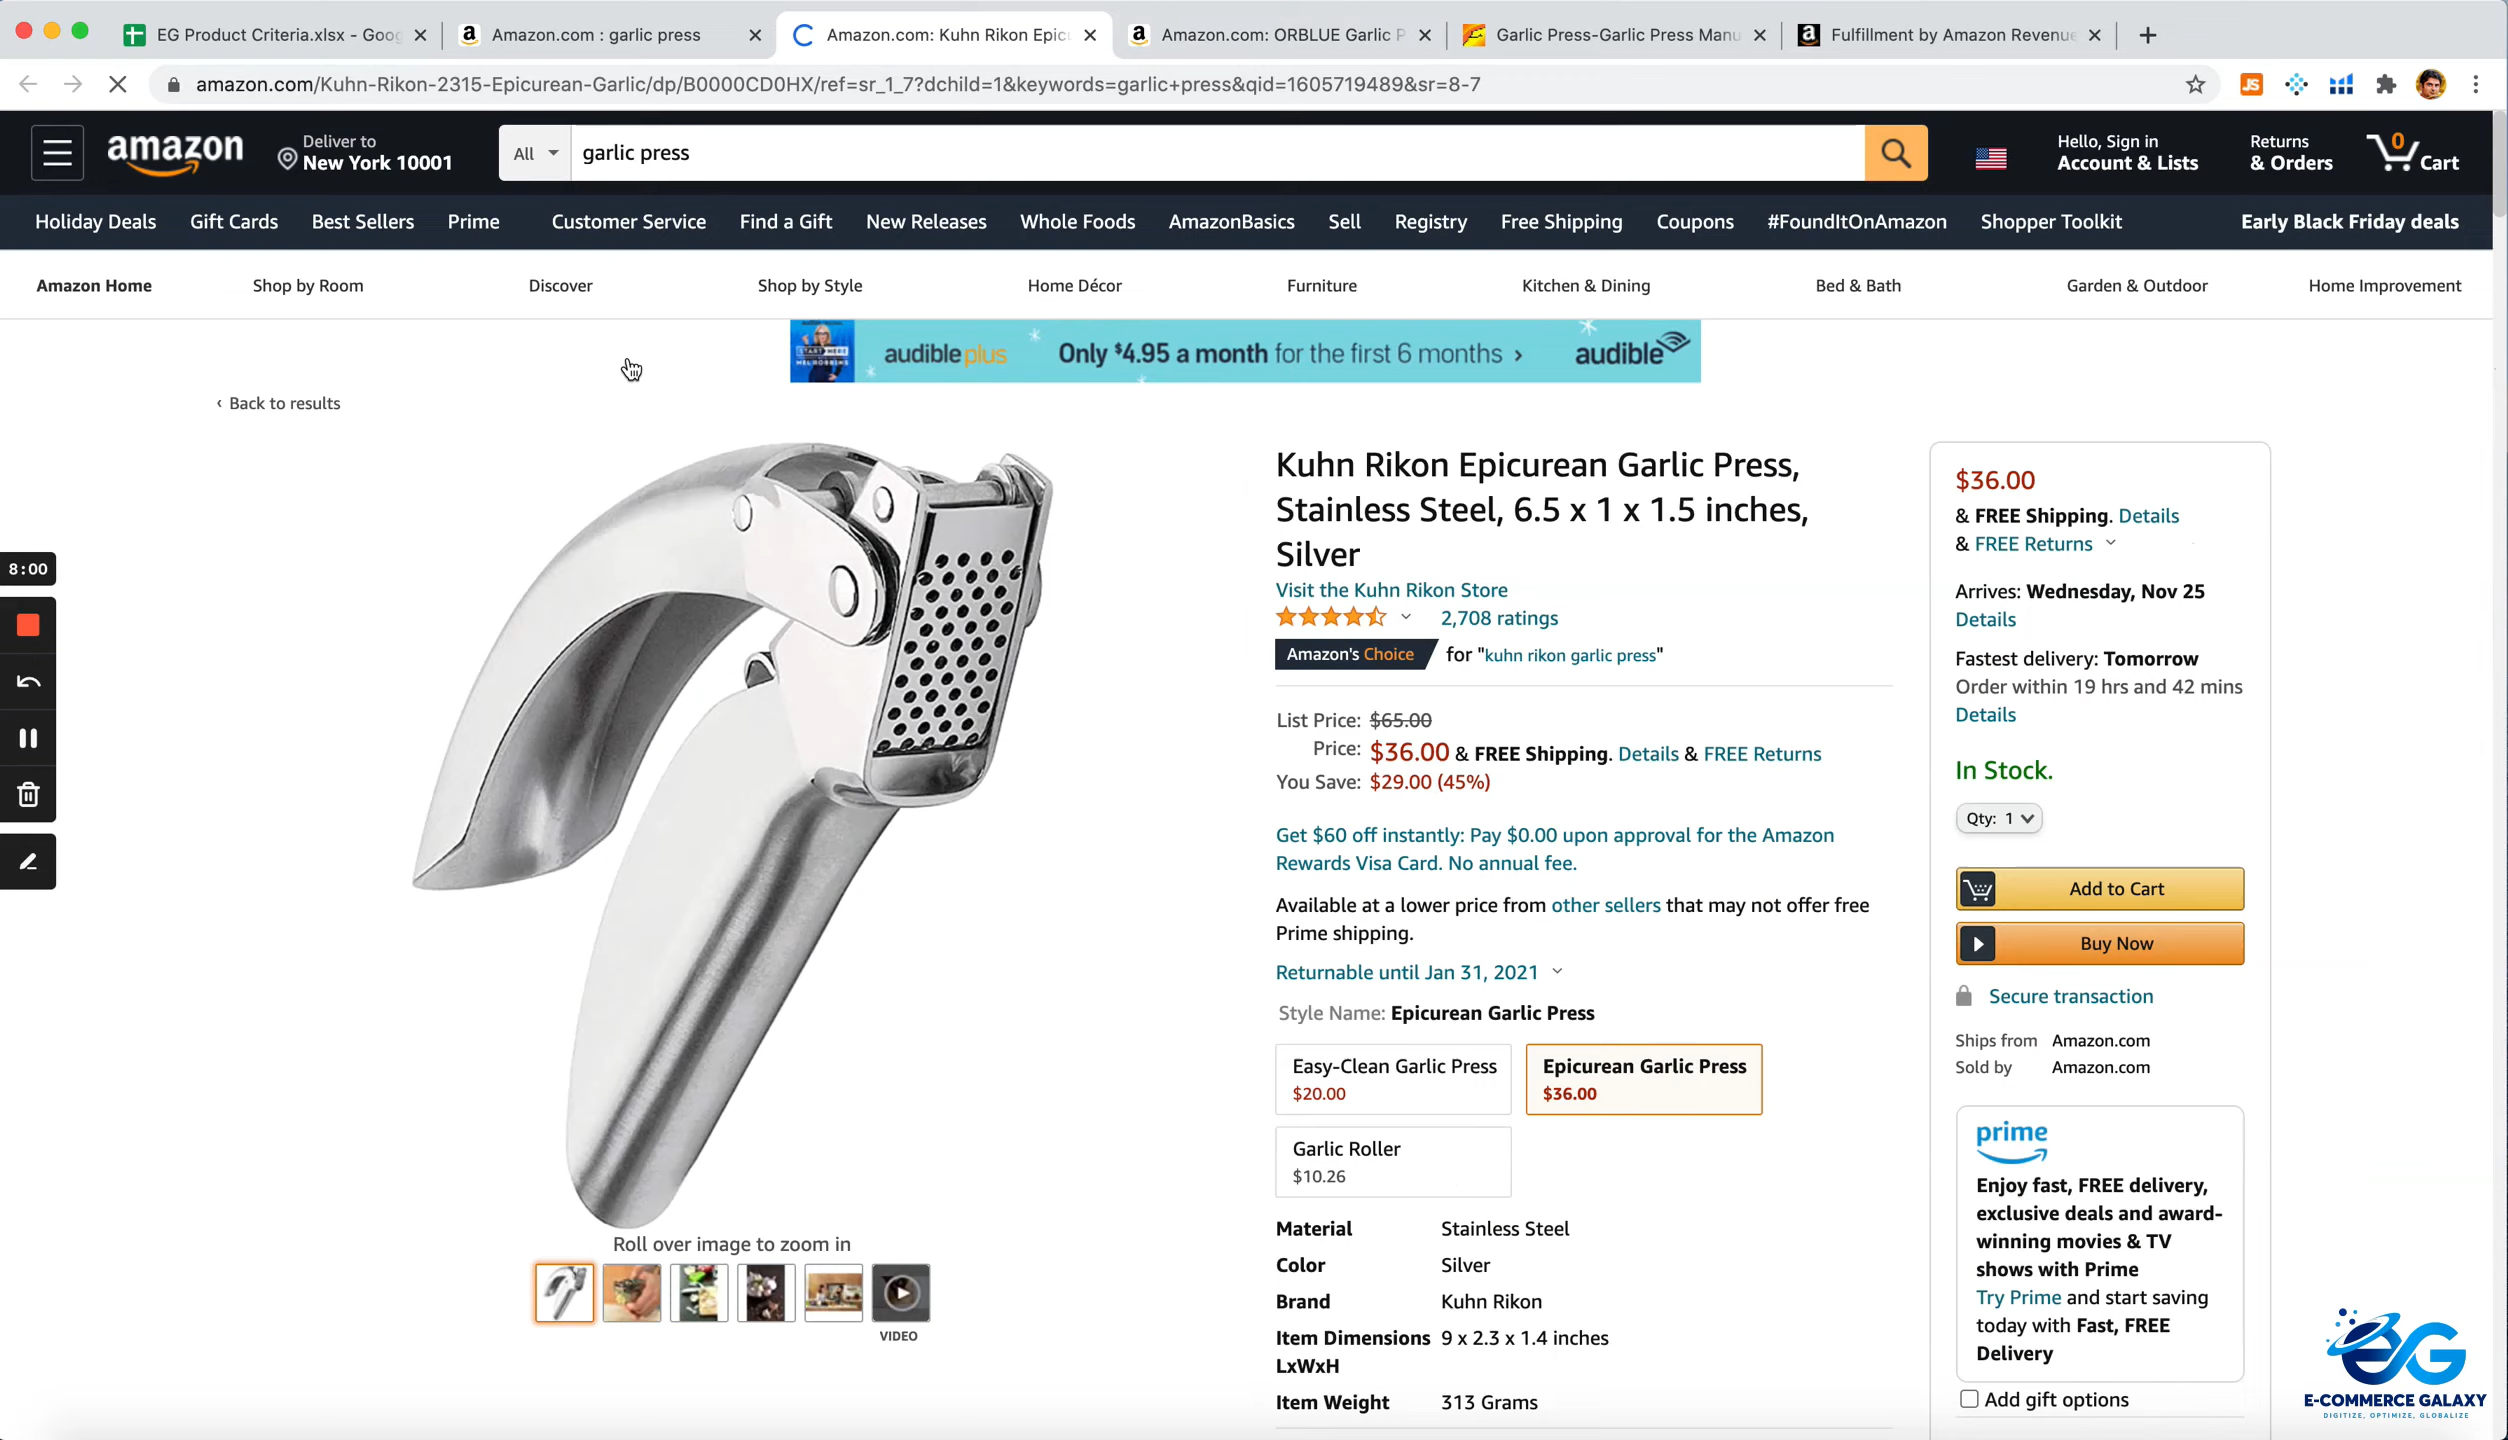 EG Product Criteria.xlsx - Goog
Amazon.com : garlic press
Amazon.com: Kuhn Rikon Epic
Amazon.com: ORBLUE Garlic P
Garlic Press-Garlic Press Manu
Fulfillment by Amazon Revenue
amazon.com/Kuhn-Rikon-2315-Epicurean-Garlic/dp/B0000CD0HX/ref=sr_1_7?dchild=1&keywords=garlic+press&qid=1605719489&sr=8-7
JS
amazon
Deliver to
New York 10001
All
garlic press
Hello, Sign in
Account & Lists
Returns
& Orders
0
Cart
Holiday Deals Gift Cards Best Sellers Prime Customer Service Find a Gift New Releases Whole Foods AmazonBasics Sell Registry Free Shipping Coupons #FoundItOnAmazon Shopper Toolkit Early Black Friday deals
Amazon Home Shop by Room Discover Shop by Style Home Décor Furniture Kitchen & Dining Bed & Bath Garden & Outdoor Home Improvement
START HERE
MEL ROBBINS
audible plus Only $4.95 a month for the first 6 months › audible
‹ Back to results
8:00
Roll over image to zoom in
VIDEO
Kuhn Rikon Epicurean Garlic Press,
Stainless Steel, 6.5 x 1 x 1.5 inches,
Silver
Visit the Kuhn Rikon Store
2,708 ratings
Amazon's Choice for "kuhn rikon garlic press"
List Price: $65.00
Price: $36.00 & FREE Shipping. Details & FREE Returns
You Save: $29.00 (45%)
Get $60 off instantly: Pay $0.00 upon approval for the Amazon
Rewards Visa Card. No annual fee.
Available at a lower price from other sellers that may not offer free
Prime shipping.
Returnable until Jan 31, 2021
Style Name: Epicurean Garlic Press
Easy-Clean Garlic Press
$20.00
Epicurean Garlic Press
$36.00
Garlic Roller
$10.26
Material Stainless Steel
Color Silver
Brand Kuhn Rikon
Item Dimensions 9 x 2.3 x 1.4 inches
LxWxH
Item Weight 313 Grams
$36.00
& FREE Shipping. Details
& FREE Returns
Arrives: Wednesday, Nov 25
Details
Fastest delivery: Tomorrow
Order within 19 hrs and 42 mins
Details
In Stock.
Qty: 1
Add to Cart
Buy Now
Secure transaction
Ships from Amazon.com
Sold by Amazon.com
prime
Enjoy fast, FREE delivery,
exclusive deals and award-
winning movies & TV
shows with Prime
Try Prime and start saving
today with Fast, FREE
Delivery
Add gift options
eG
E-COMMERCE GALAXY
DIGITIZE, OPTIMIZE, GLOBALIZE